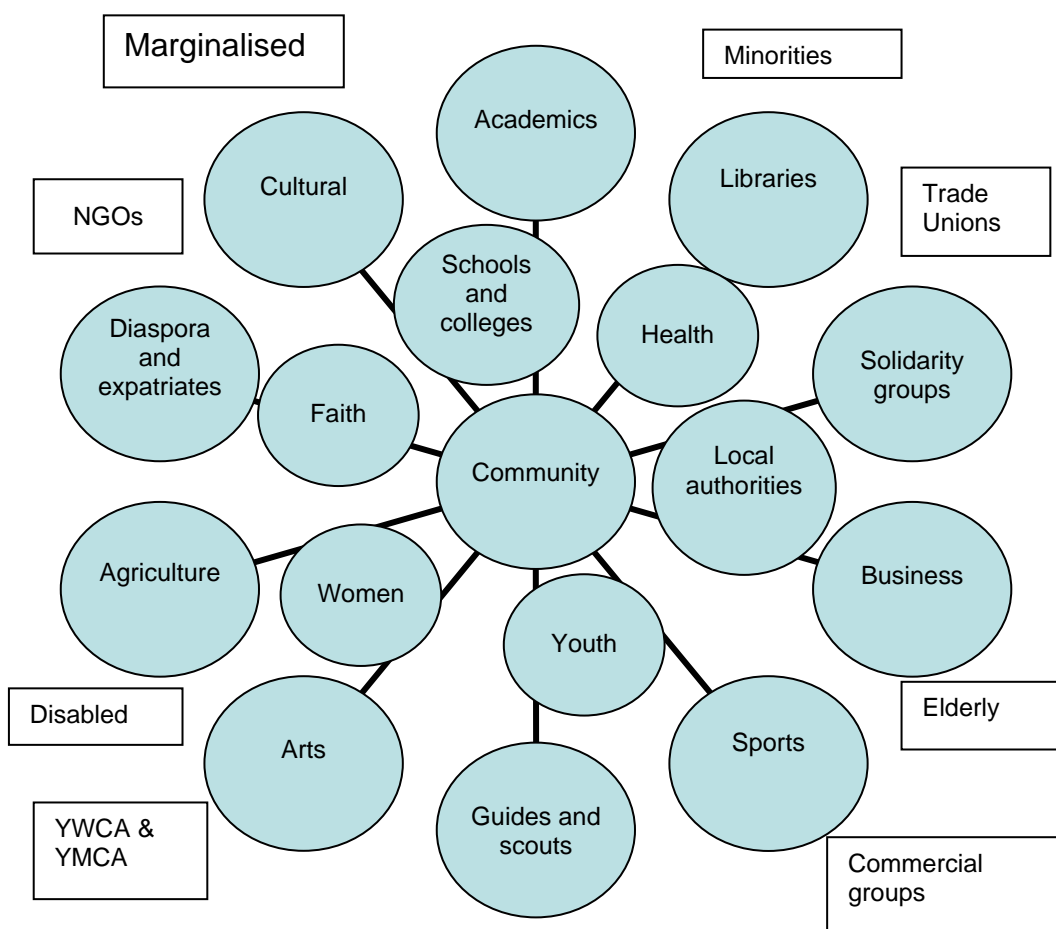 Marginalised
Minorities
Academics
Cultural
Libraries
NGOs
Trade
Unions
Schools
and
colleges
Health
Diaspora
and
expatriates
Solidarity
groups
Faith
Community
Local
authorities
Agriculture
Women
Business
Youth
Disabled
Elderly
Arts
Sports
YWCA &
YMCA
Guides and
scouts
Commercial
groups